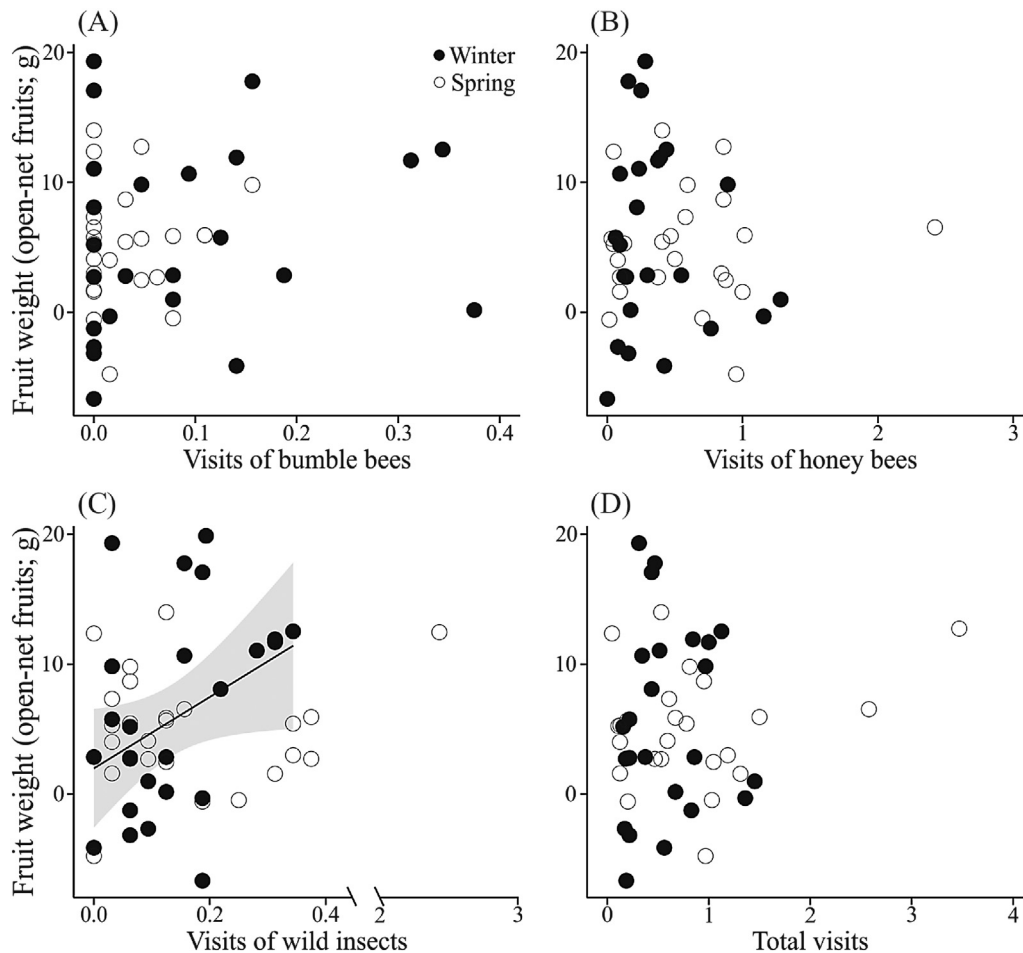 (A)
Fruit weight (open-net fruits; g)
20
10
0
Winter
Spring
0.0 0.1 0.2 0.3 0.4
Visits of bumble bees
(B)
20
10
0
0 1 2 3
Visits of honey bees
(C)
Fruit weight (open-net fruits; g)
20
10
0
0.0 0.2 0.4 2 3
Visits of wild insects
(D)
20
10
0
0 1 2 3 4
Total visits